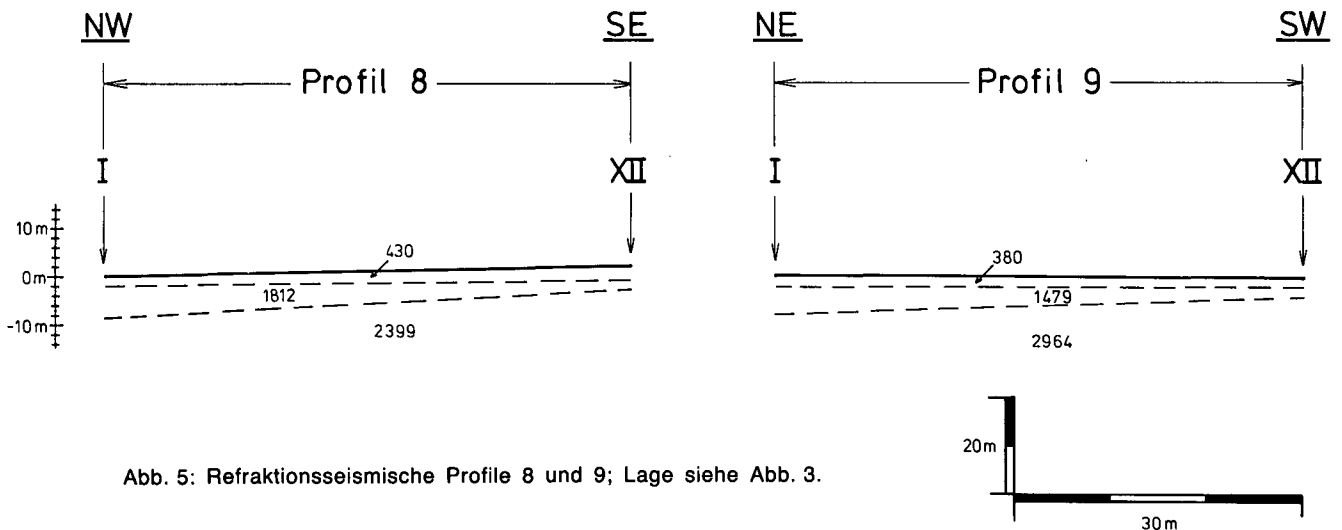 NW SE NE SW
Profil 8 Profil 9
I XII I XII
10m
430 380
0m
1812 1479
-10m
2399 2964
20m
30m
Abb. 5: Refraktionsseismische Profile 8 und 9; Lage siehe Abb. 3.